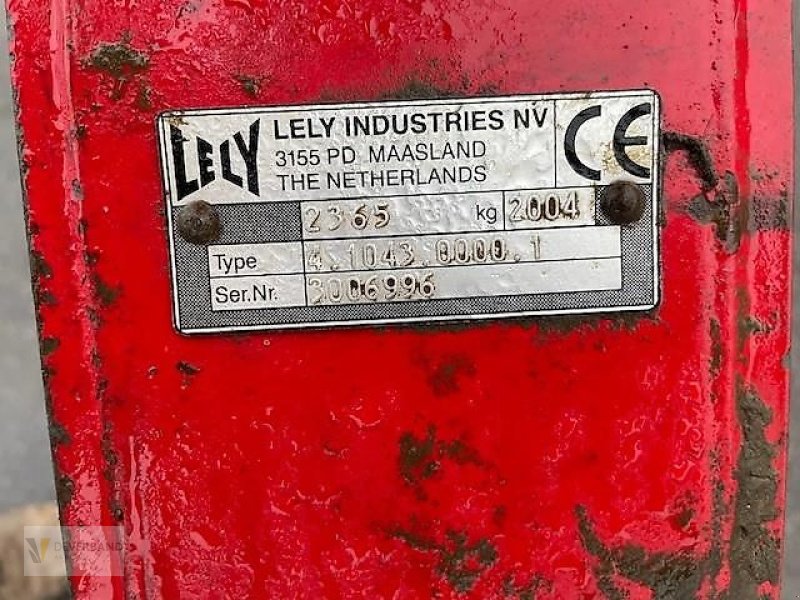 LELY LELY INDUSTRIES NV CE
3155 PD MAASLAND
THE NETHERLANDS
2365 kg 2004
Type 4.1043.0000.1
Ser.Nr. 3006996
DEVERBANDS